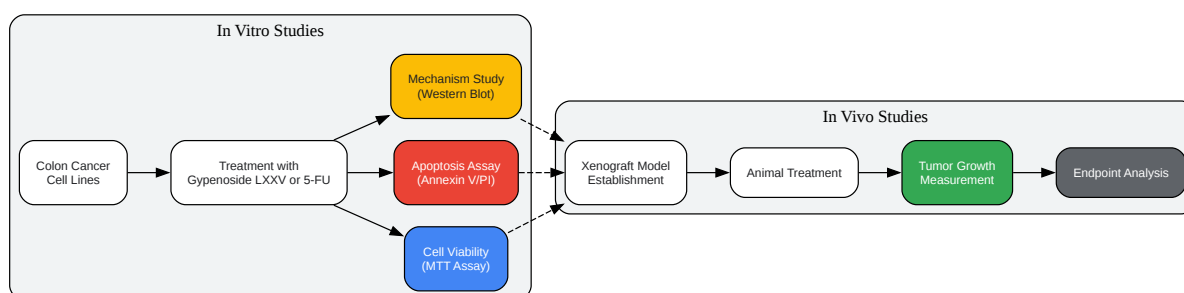 In Vitro Studies
Mechanism Study
(Western Blot)
Colon Cancer
Cell Lines
Treatment with
Gypenoside LXXV or 5-FU
Apoptosis Assay
(Annexin V/PI)
Cell Viability
(MTT Assay)
In Vivo Studies
Xenograft Model
Establishment
Animal Treatment
Tumor Growth
Measurement
Endpoint Analysis